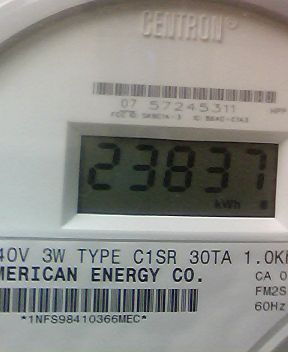 CENTRON®
07 57245311
23837
kWh
40V 3W TYPE C1SR 30TA 1.0K
MERICAN ENERGY CO.
CA 0
FM2S
60Hz
*1NFS98410366MEC*